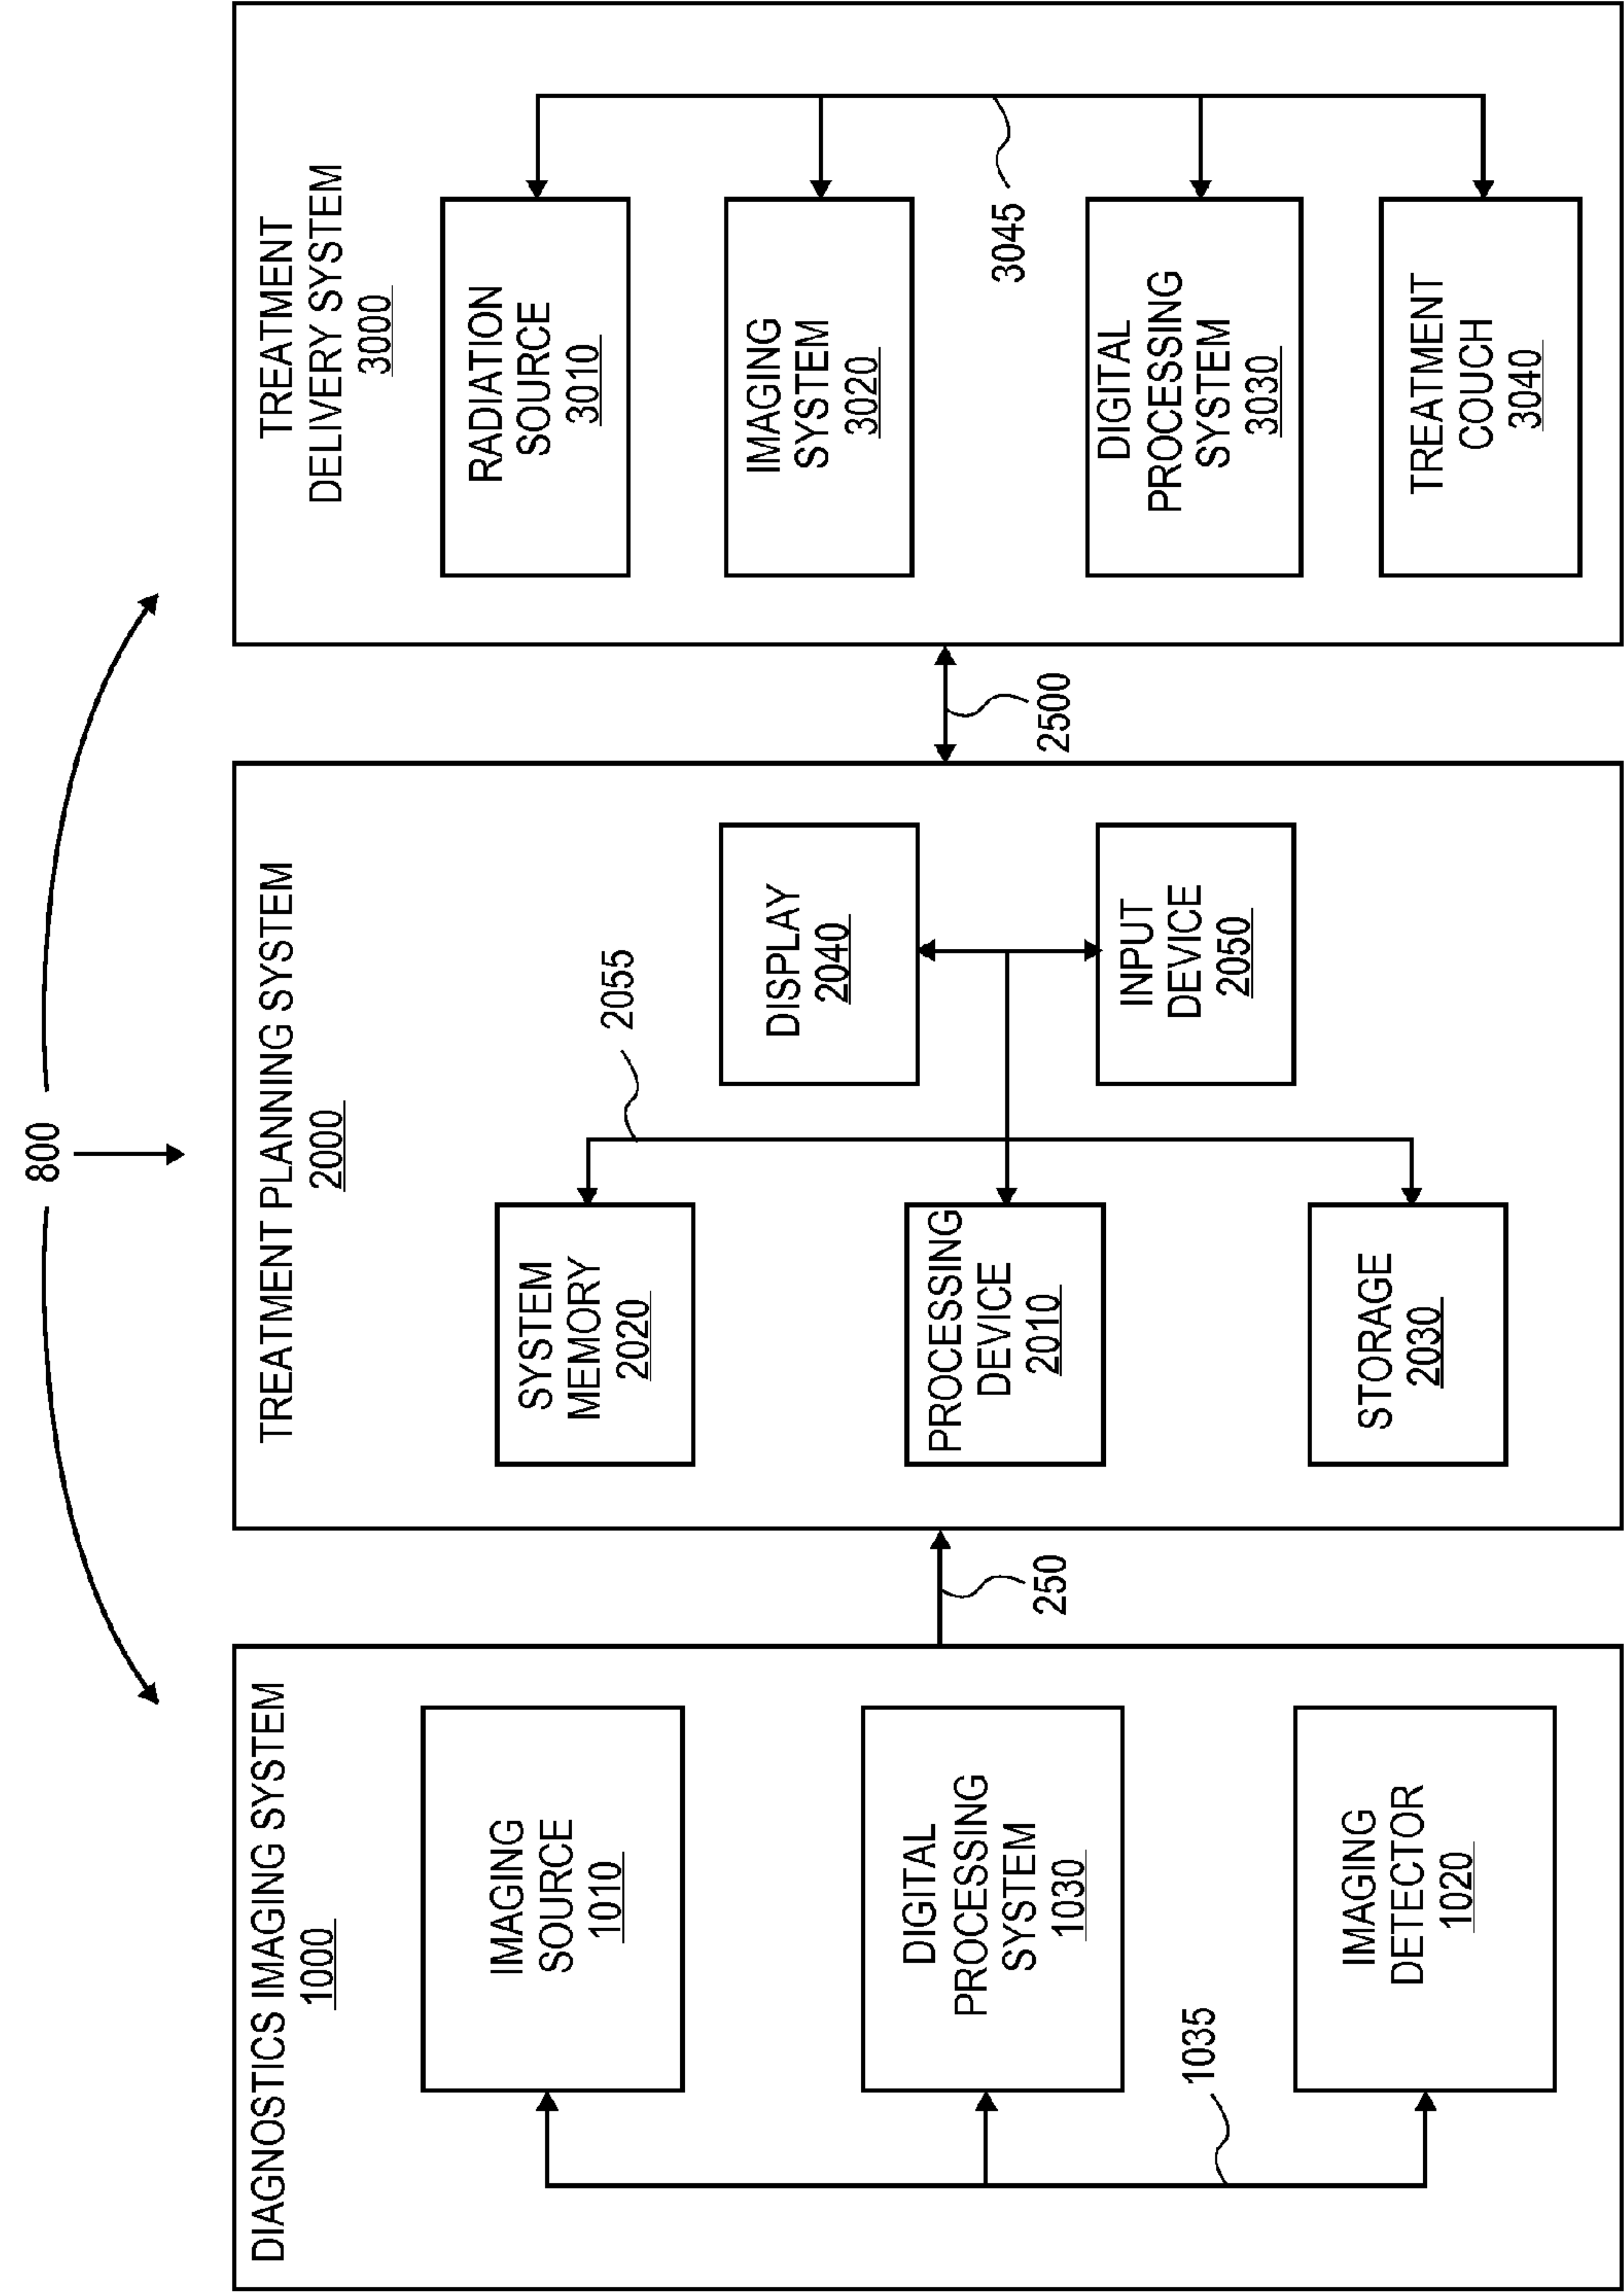 800
DIAGNOSTICS IMAGING SYSTEM
1000
IMAGING
SOURCE
1010
DIGITAL
PROCESSING
SYSTEM
1030
1035
IMAGING
DETECTOR
1020
250
TREATMENT PLANNING SYSTEM
2000
2055
SYSTEM
MEMORY
2020
DISPLAY
2040
PROCESSING
DEVICE
2010
INPUT
DEVICE
2050
STORAGE
2030
2500
TREATMENT
DELIVERY SYSTEM
3000
RADIATION
SOURCE
3010
IMAGING
SYSTEM
3020
3045
DIGITAL
PROCESSING
SYSTEM
3030
TREATMENT
COUCH
3040